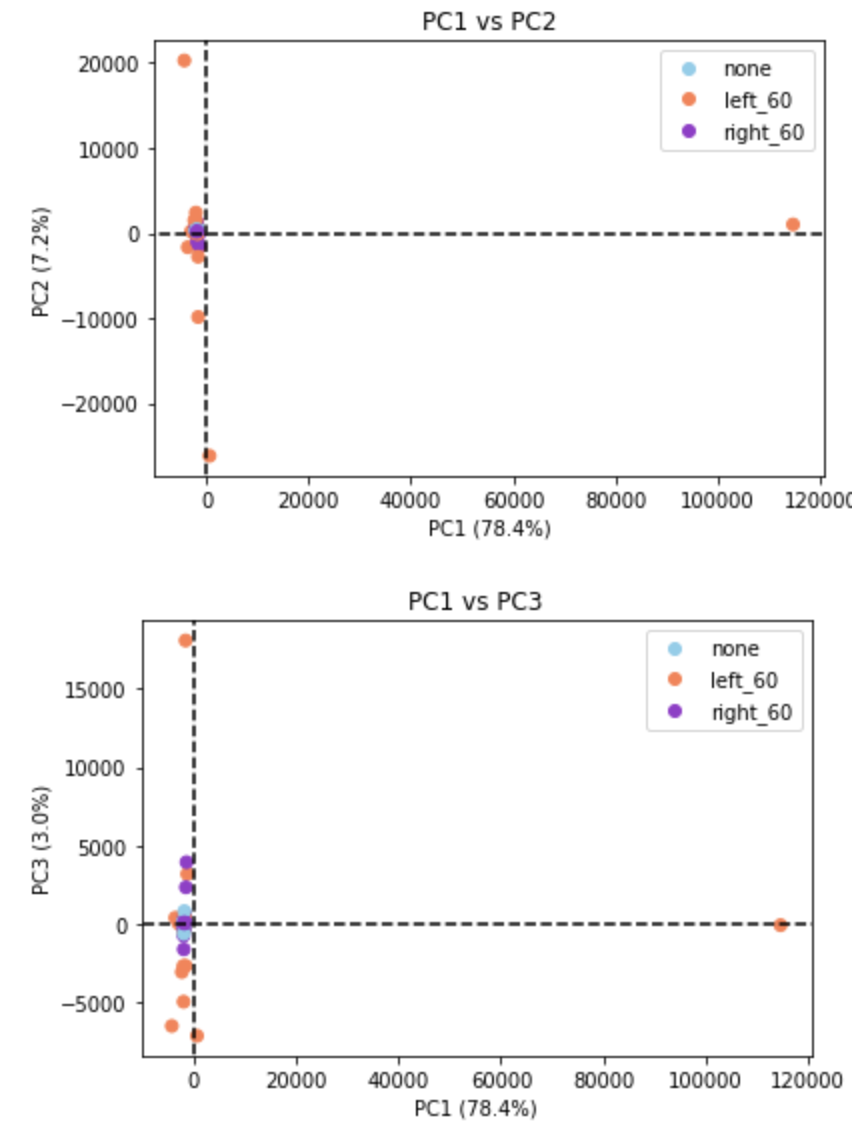 PC1 vs PC2
20000
10000
0
−10000
−20000
PC2 (7.2%)
none
left_60
right_60
0 20000 40000 60000 80000 100000 120000
PC1 (78.4%)
PC1 vs PC3
15000
10000
5000
0
−5000
PC3 (3.0%)
none
left_60
right_60
0 20000 40000 60000 80000 100000 120000
PC1 (78.4%)